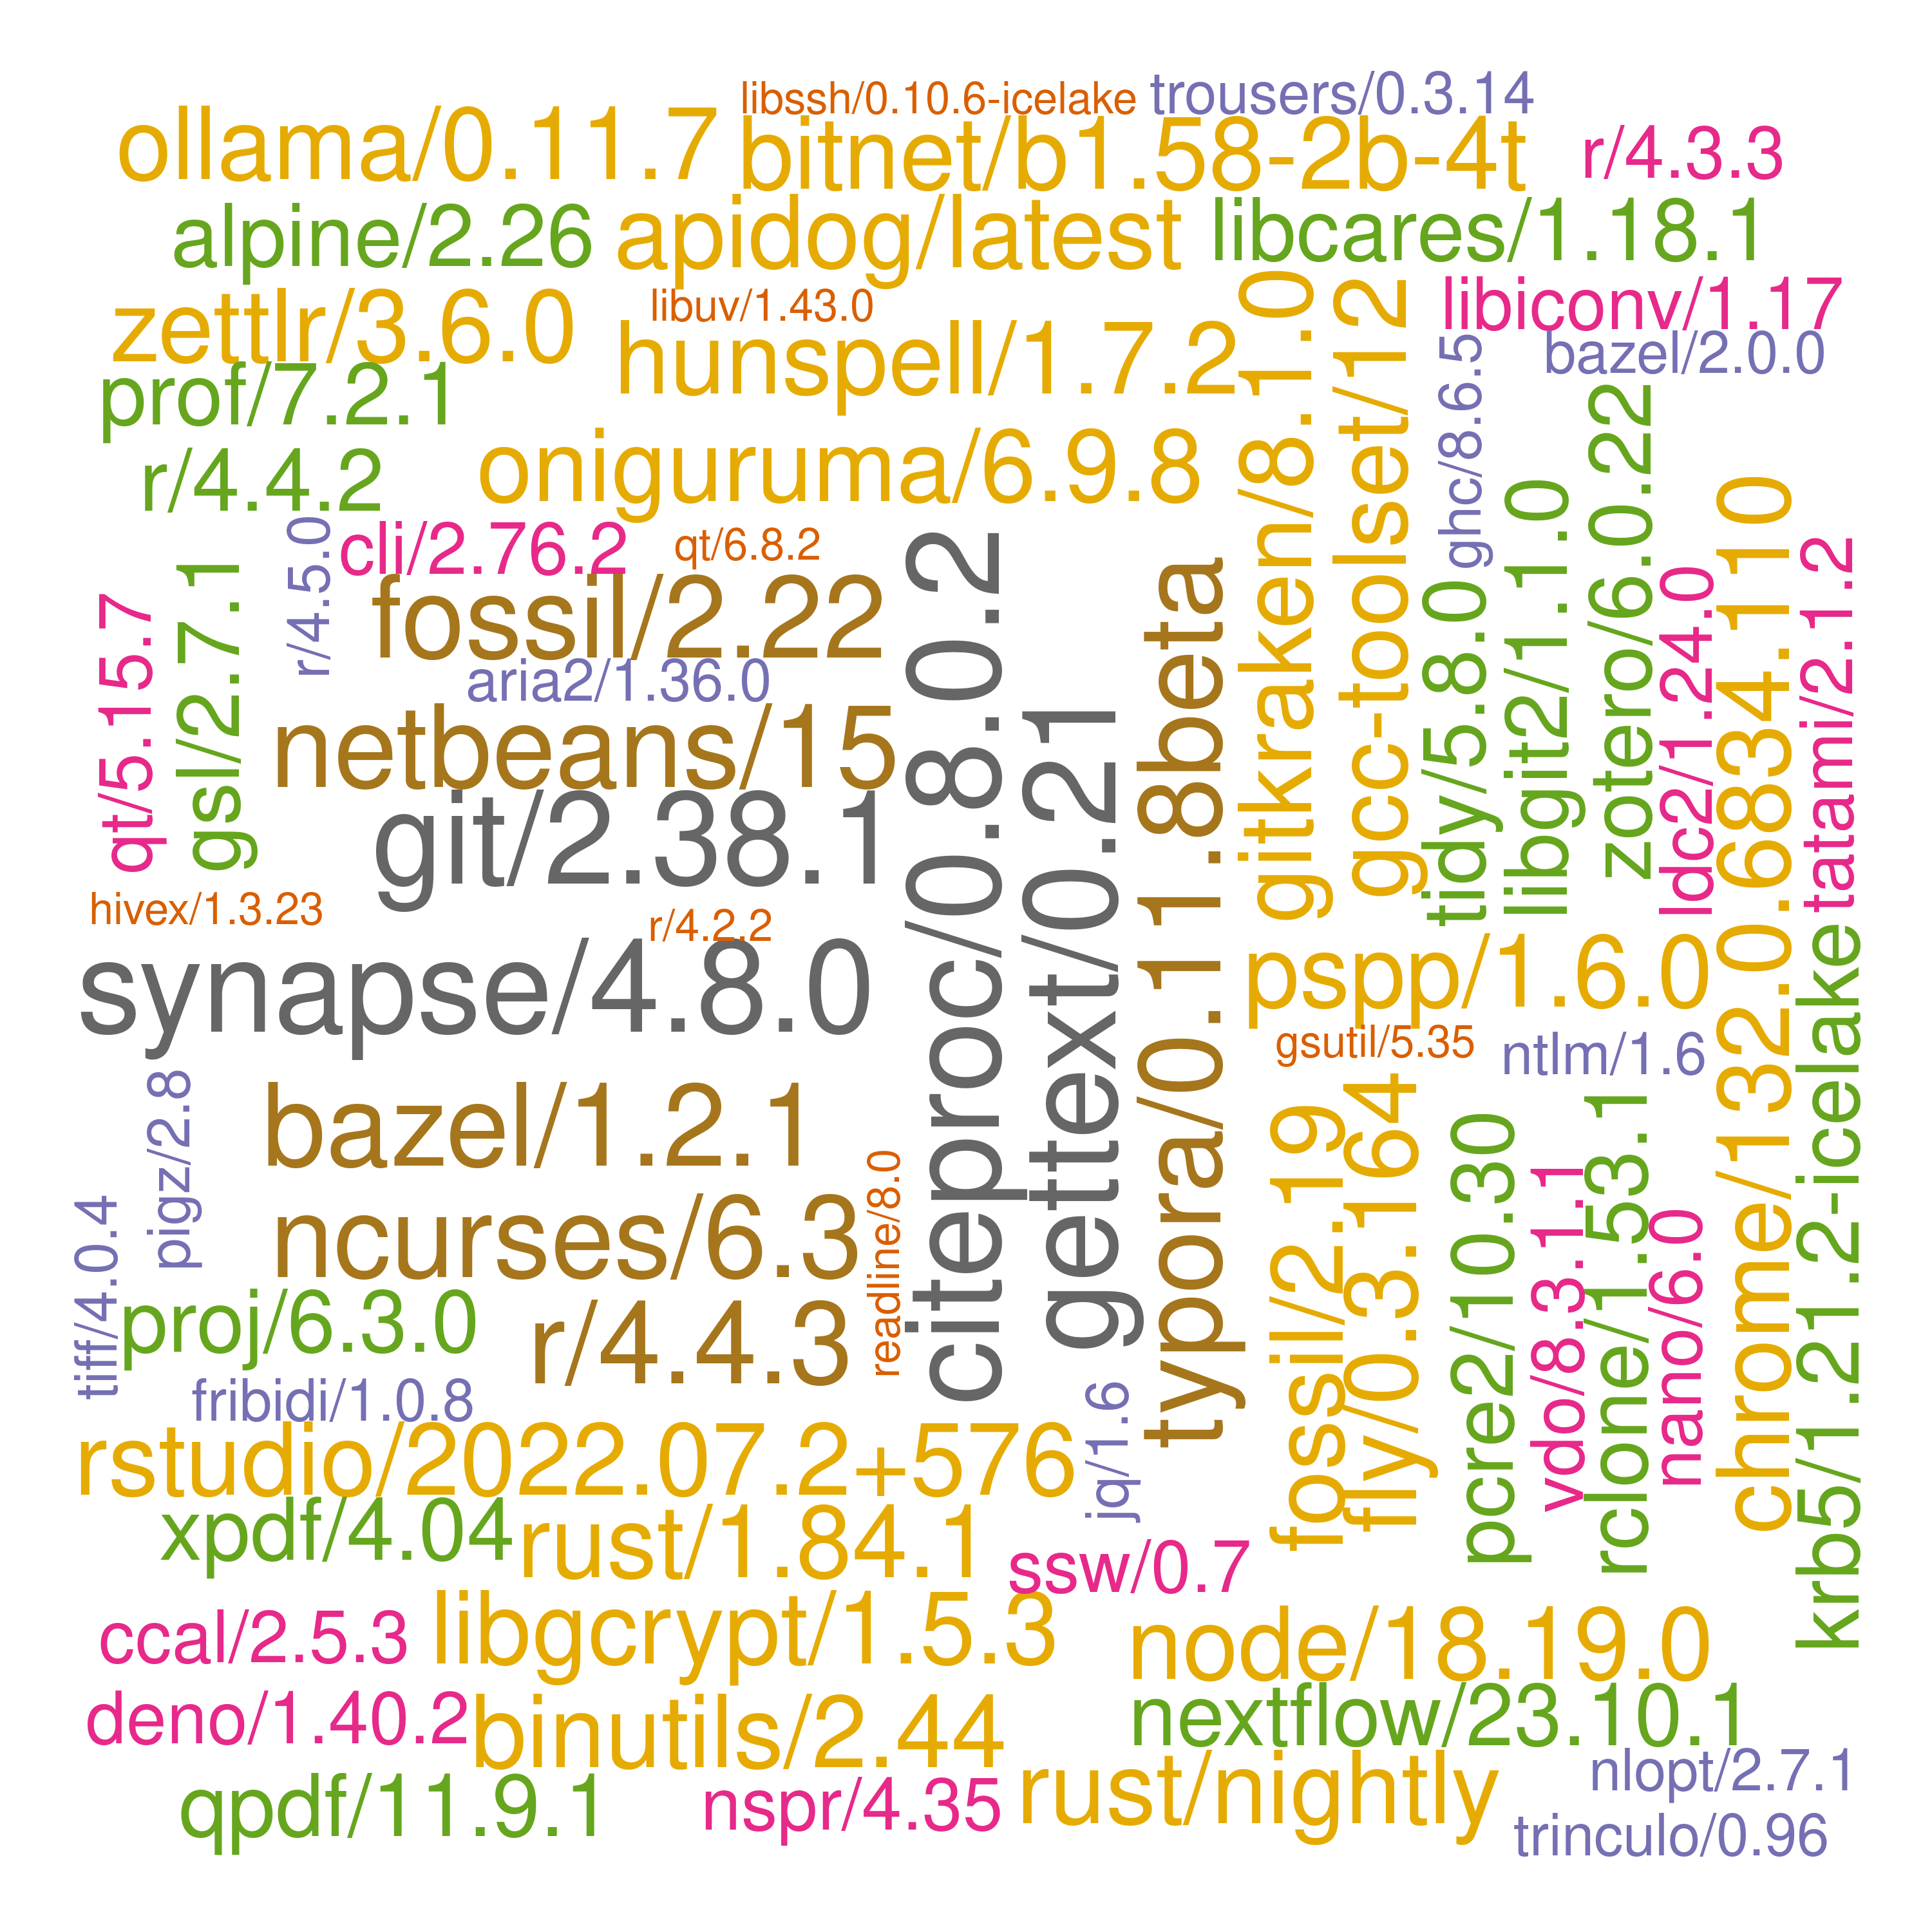 libssh/0.10.6-icelake
trousers/0.3.14
ollama/0.11.7
bitnet/b1.58-2b-4t
r/4.3.3
alpine/2.26
apidog/latest
libcares/1.18.1
zettlr/3.6.0
libuv/1.43.0
libiconv/1.17
hunspell/1.7.2
bazel/2.0.0
prof/7.2.1
gitkraken/8.1.0
gcc-toolset/12
ghc/8.6.5
r/4.4.2
oniguruma/6.9.8
libgit2/1.1.0
zotero/6.0.22
chrome/132.0.6834.110
r/4.5.0
cli/2.76.2
qt/6.8.2
citeproc/0.8.0.2
typora/0.11.8beta
tidy/5.8.0
ldc2/1.24.0
tatami/2.1.2
qt/5.15.7
gsl/2.7.1
fossil/2.22
aria2/1.36.0
netbeans/15
gettext/0.21
git/2.38.1
hivex/1.3.23
r/4.2.2
synapse/4.8.0
pspp/1.6.0
krb5/1.21.2-icelake
gsutil/5.35
ntlm/1.6
pigz/2.8
bazel/1.2.1
fossil/2.19
fly/0.3.164
pcre2/10.30
vdo/8.3.1.1
rclone/1.53.1
nano/6.0
tiff/4.0.4
ncurses/6.3
readline/8.0
proj/6.3.0
r/4.4.3
fribidi/1.0.8
jq/1.6
rstudio/2022.07.2+576
xpdf/4.04
rust/1.84.1
ssw/0.7
ccal/2.5.3
libgcrypt/1.5.3
node/18.19.0
deno/1.40.2
binutils/2.44
nextflow/23.10.1
qpdf/11.9.1
nspr/4.35
rust/nightly
nlopt/2.7.1
trinculo/0.96